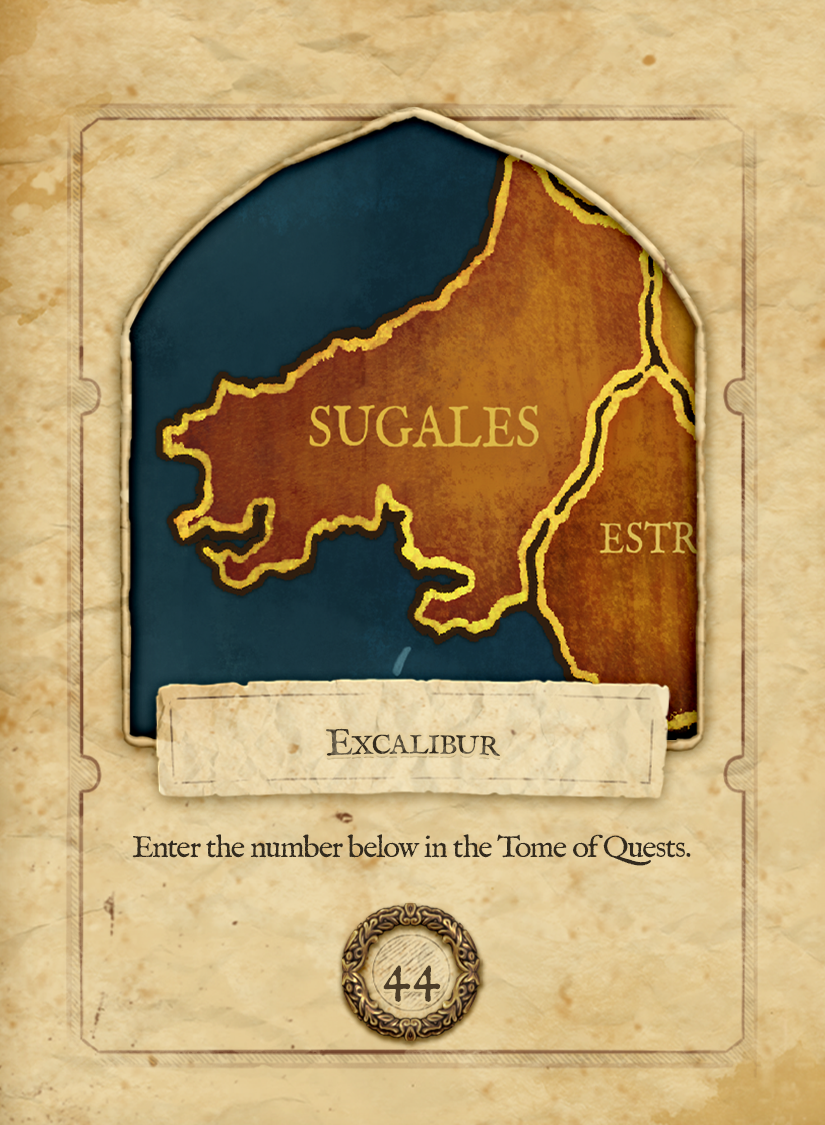 SUGALES
ESTR
Excalibur
Enter the number below in the Tome of Quests.
44